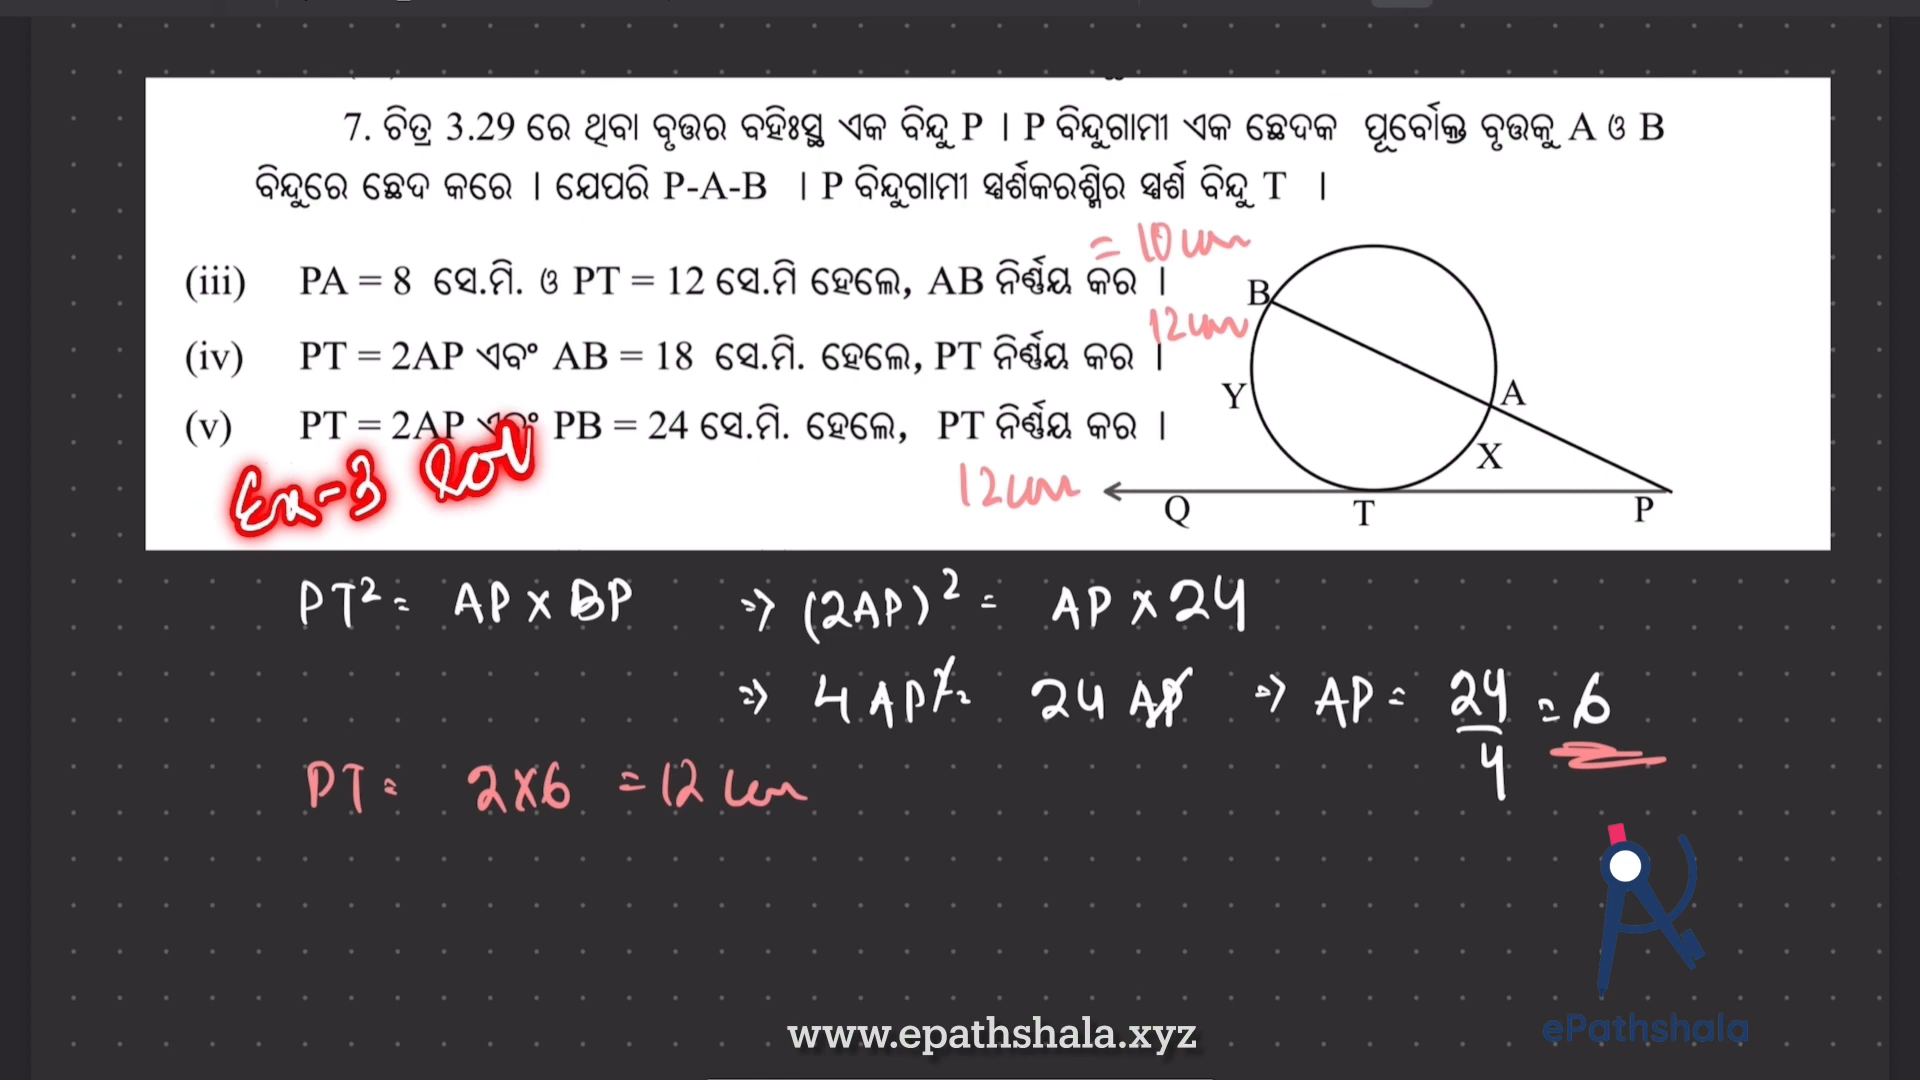 7. ଚିତ୍ର 3.29 ରେ ଥିବା ବୃତ୍ତର ବହିଃସ୍ଥ ଏକ ବିନ୍ଦୁ P । P ବିନ୍ଦୁଗାମୀ ଏକ ଛେଦକ ପୂର୍ବୋକ୍ତ ବୃତ୍ତକୁ A ଓ B
ବିନ୍ଦୁରେ ଛେଦ କରେ । ଯେପରି P-A-B । P ବିନ୍ଦୁଗାମୀ ସ୍ପର୍ଶକରଶ୍ମିର ସ୍ପର୍ଶ ବିନ୍ଦୁ T ।
= 10 cm
(iii) PA = 8 ସେ.ମି. ଓ PT = 12 ସେ.ମି ହେଲେ, AB ନିର୍ଣ୍ଣୟ କର ।
12 cm
(iv) PT = 2AP ଏବଂ AB = 18 ସେ.ମି. ହେଲେ, PT ନିର୍ଣ୍ଣୟ କର ।
(v) PT = 2AP ଏବଂ PB = 24 ସେ.ମି. ହେଲେ, PT ନିର୍ଣ୍ଣୟ କର ।
12 cm
Ex-3
B
Y
A
X
Q T P
PT² = AP × BP ⇒ (2AP)² = AP × 24
⇒ 4AP² = 24 AP ⇒ AP = 24/4 = 6
PT = 2×6 = 12 cm
ePathshala
www.epathshala.xyz